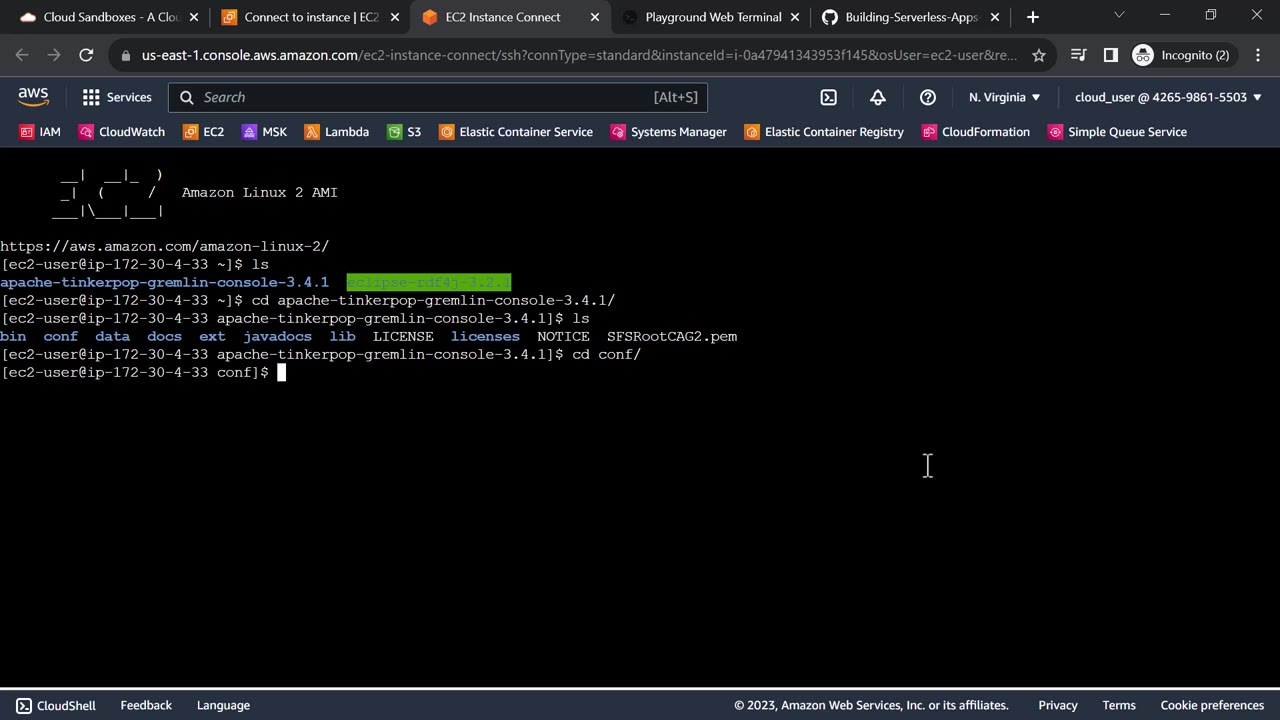 Cloud Sandboxes - A Clou
Connect to instance | EC2
EC2 Instance Connect
Playground Web Terminal
Building-Serverless-Apps-
us-east-1.console.aws.amazon.com/ec2-instance-connect/ssh?connType=standard&instanceId=i-0a47941343953f145&osUser=ec2-user&re...
Incognito (2)
aws
Services
Search
[Alt+S]
N. Virginia
cloud_user @ 4265-9861-5503
IAM
CloudWatch
EC2
MSK
Lambda
S3
Elastic Container Service
Systems Manager
Elastic Container Registry
CloudFormation
Simple Queue Service
__|  __|_  )
_|  (     /   Amazon Linux 2 AMI
___|\___|___|
https://aws.amazon.com/amazon-linux-2/
[ec2-user@ip-172-30-4-33 ~]$ ls
apache-tinkerpop-gremlin-console-3.4.1  eclipse-rdf4j-3.2.1
[ec2-user@ip-172-30-4-33 ~]$ cd apache-tinkerpop-gremlin-console-3.4.1/
[ec2-user@ip-172-30-4-33 apache-tinkerpop-gremlin-console-3.4.1]$ ls
bin  conf  data  docs  ext  javadocs  lib  LICENSE  licenses  NOTICE  SFSRootCAG2.pem
[ec2-user@ip-172-30-4-33 apache-tinkerpop-gremlin-console-3.4.1]$ cd conf/
[ec2-user@ip-172-30-4-33 conf]$
CloudShell
Feedback
Language
© 2023, Amazon Web Services, Inc. or its affiliates.
Privacy
Terms
Cookie preferences